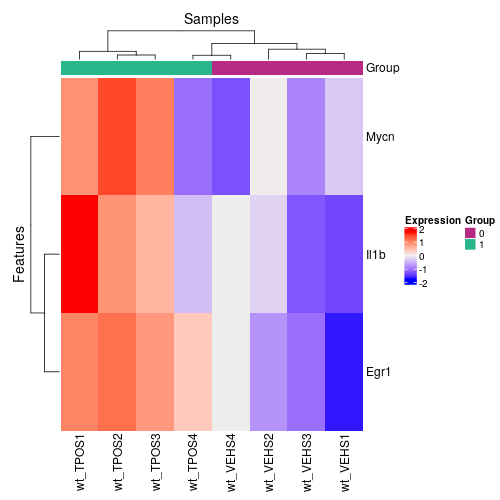 Samples
Group
Mycn
Il1b
Egr1
Features
wt_TPOS1
wt_TPOS2
wt_TPOS3
wt_TPOS4
wt_VEHS4
wt_VEHS2
wt_VEHS3
wt_VEHS1
Expression
2
1
0
-1
-2
Group
0
1